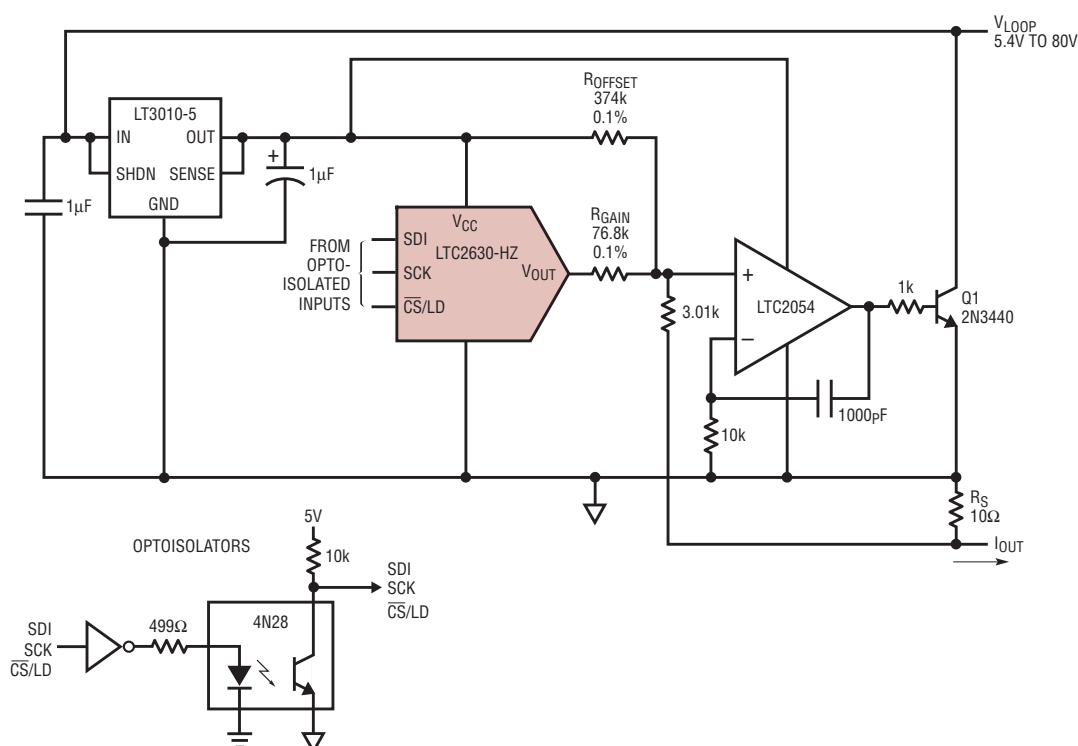 VLOOP
5.4V TO 80V
ROFFSET
374k
0.1%
LT3010-5
IN
OUT
SHDN
SENSE
GND
1µF
+
1µF
FROM
OPTO-
ISOLATED
INPUTS
SDI
SCK
CS/LD
VCC
LTC2630-HZ
VOUT
RGAIN
76.8k
0.1%
3.01k
+
–
LTC2054
1k
Q1
2N3440
1000pF
10k
RS
10Ω
IOUT
OPTOISOLATORS
5V
10k
SDI
SCK
CS/LD
4N28
499Ω
SDI
SCK
CS/LD